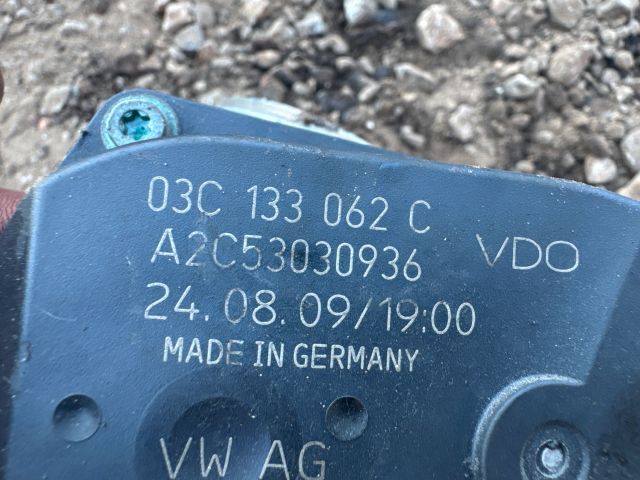 03C 133 062 C
A2C53030936 VDO
24.08.09/19:00
MADE IN GERMANY
VW AG